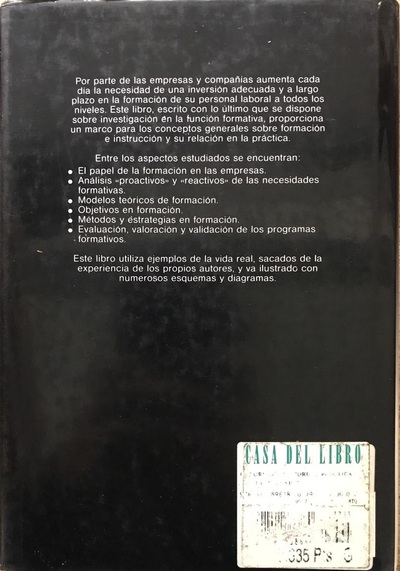 Por parte de las empresas y compañias aumenta cada
día la necesidad de una inversión adecuada y a largo
plazo en la formación de su personal laboral a todos los
niveles. Este libro, escrito con lo último que se dispone
sobre investigación en la función formativa, proporciona
un marco para los conceptos generales sobre formación
e instrucción y su relación en la práctica.
Entre los aspectos estudiados se encuentran:
● El papel de la formación en las empresas.
● Análisis «proactivos» y «reactivos» de las necesidades
formativas.
● Modelos teóricos de formación.
● Objetivos en formación.
● Métodos y éstrategias en formación.
● Evaluación, valoración y validación de los programas
formativos.
Este libro utiliza ejemplos de la vida real, sacados de la
experiencia de los propios autores, y va ilustrado con
numerosos esquemas y diagramas.
CASA DEL LIBRO